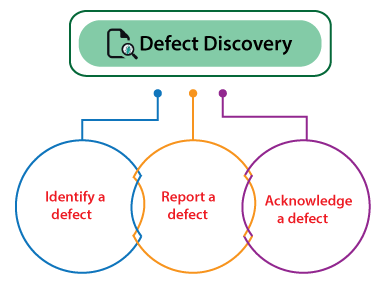 Defect Discovery
Identify a
defect
Report a
defect
Acknowledge
a defect